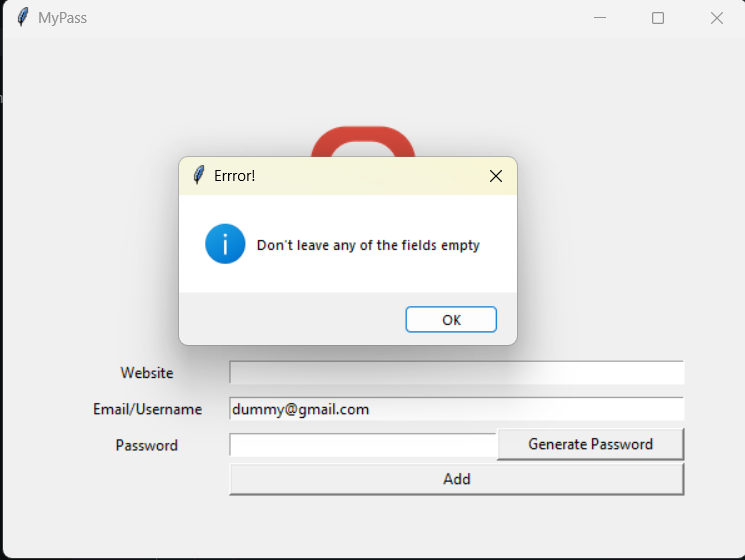 MyPass
Errror!
Don't leave any of the fields empty
OK
Website
Email/Username dummy@gmail.com
Password Generate Password
Add